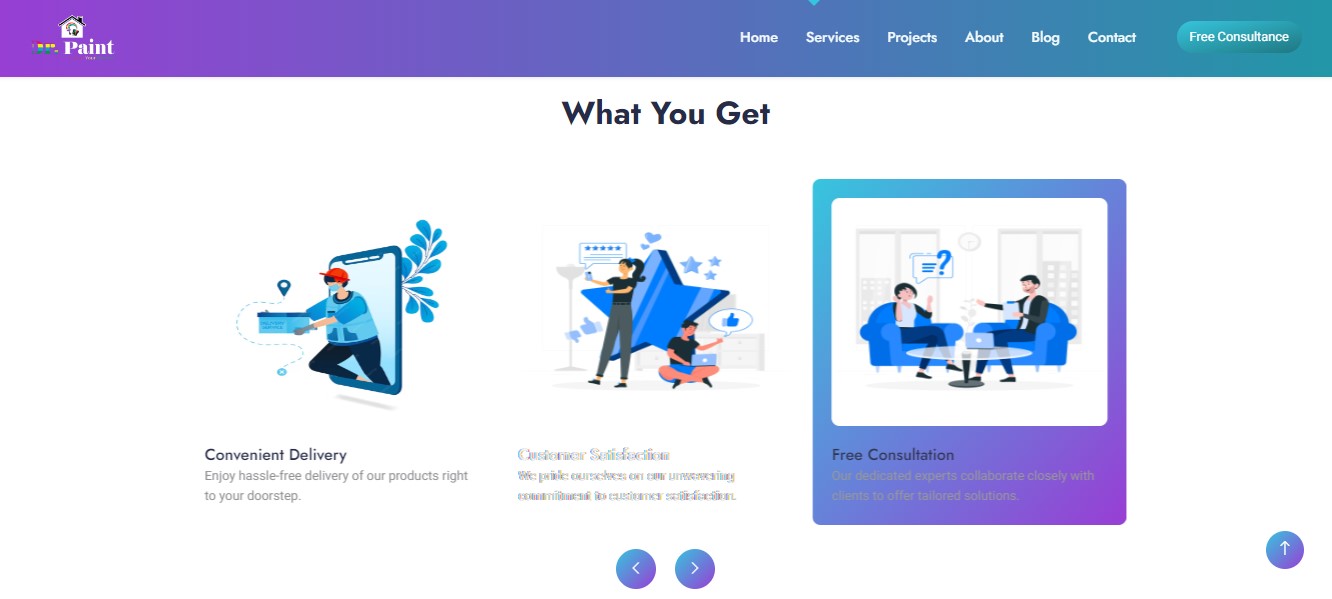 Paint
Home Services Projects About Blog Contact Free Consultance
What You Get
Convenient Delivery
Enjoy hassle-free delivery of our products right
to your doorstep.
Customer Satisfaction
We pride ourselves on our unwavering
commitment to customer satisfaction.
Free Consultation
Our dedicated experts collaborate closely with
clients to offer tailored solutions.